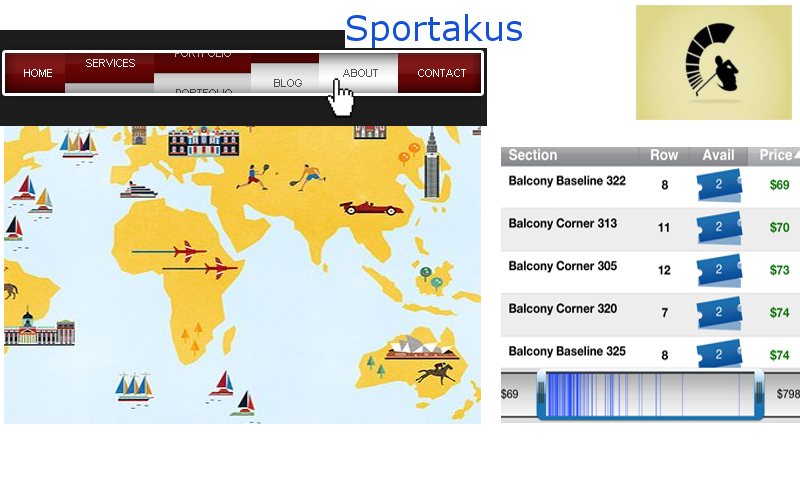 Sportakus
HOME
SERVICES
PORTFOLIO
PORTFOLIO
BLOG
ABOUT
CONTACT
Section Row Avail Price
Balcony Baseline 322 8 2 $69
Balcony Corner 313 11 2 $70
Balcony Corner 305 12 2 $73
Balcony Corner 320 7 2 $74
Balcony Baseline 325 8 2 $74
$69 $798